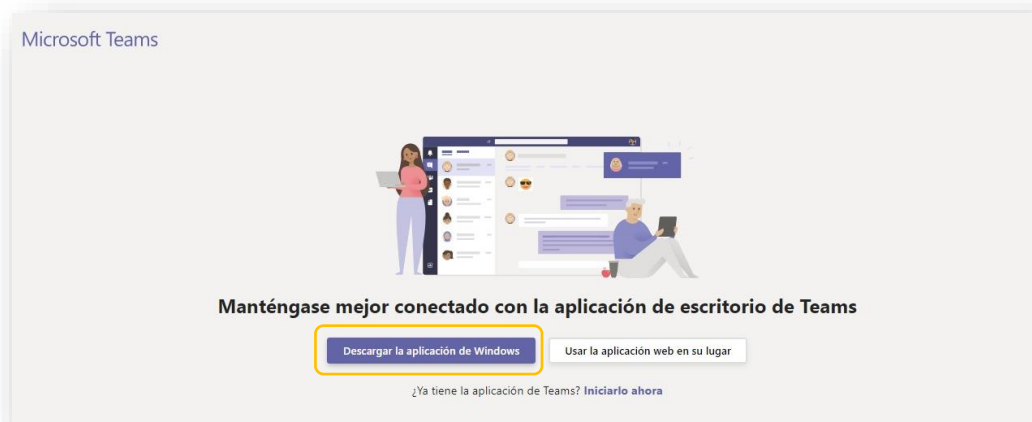 Microsoft Teams
Manténgase mejor conectado con la aplicación de escritorio de Teams
Descargar la aplicación de Windows
Usar la aplicación web en su lugar
¿Ya tiene la aplicación de Teams? Iniciarlo ahora